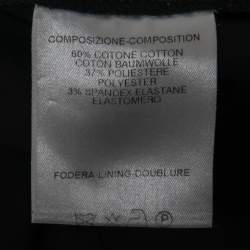 COMPOSIZIONE-COMPOSITION
60% COTONE COTTON
COTON BAUMWOLLE
37% POLIESTERE
POLYESTER
3% SPANDEX ELASTANE
ELASTOMERO
FODERA-LINING-DOUBLURE
P